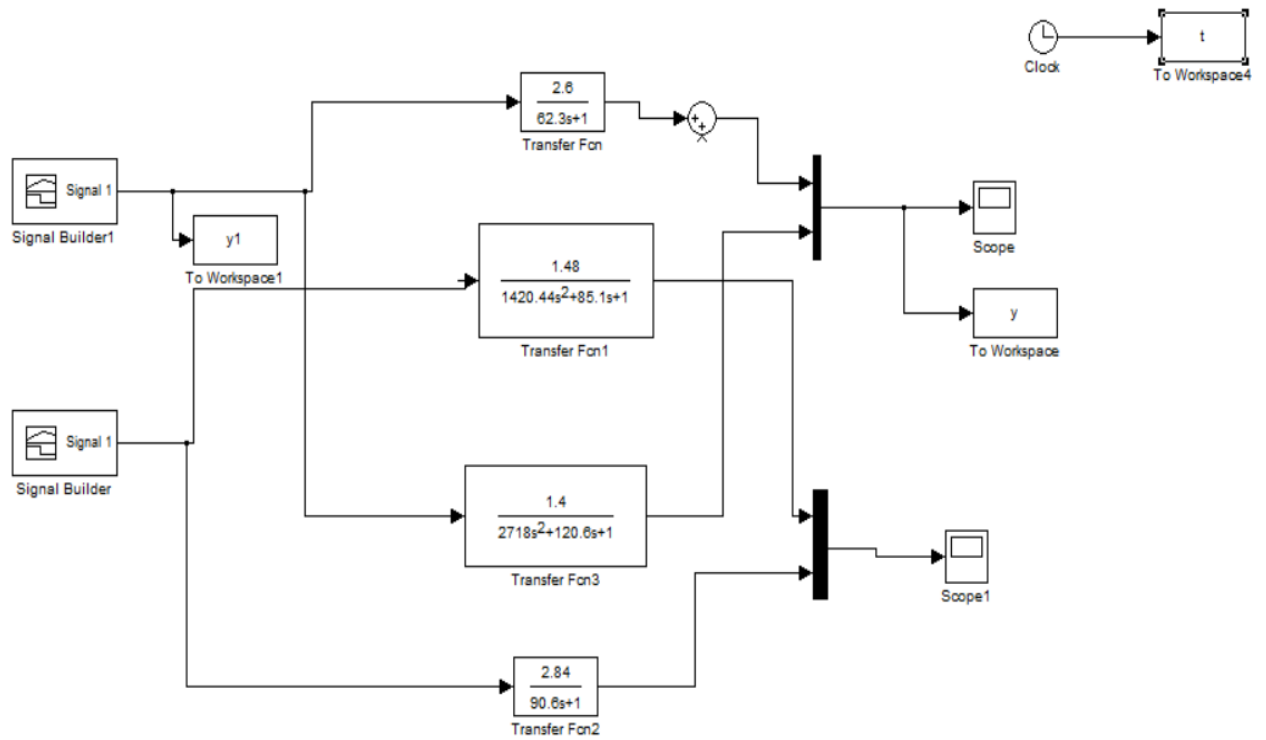 t
Clock
To Workspace4
2.6
62.3s+1
Transfer Fcn
+
+
Signal 1
Signal Builder1
y1
To Workspace1
Scope
1.48
1420.44s2+85.1s+1
Transfer Fcn1
y
To Workspace
Signal 1
Signal Builder
1.4
2718s2+120.6s+1
Transfer Fcn3
Scope1
2.84
90.6s+1
Transfer Fcn2